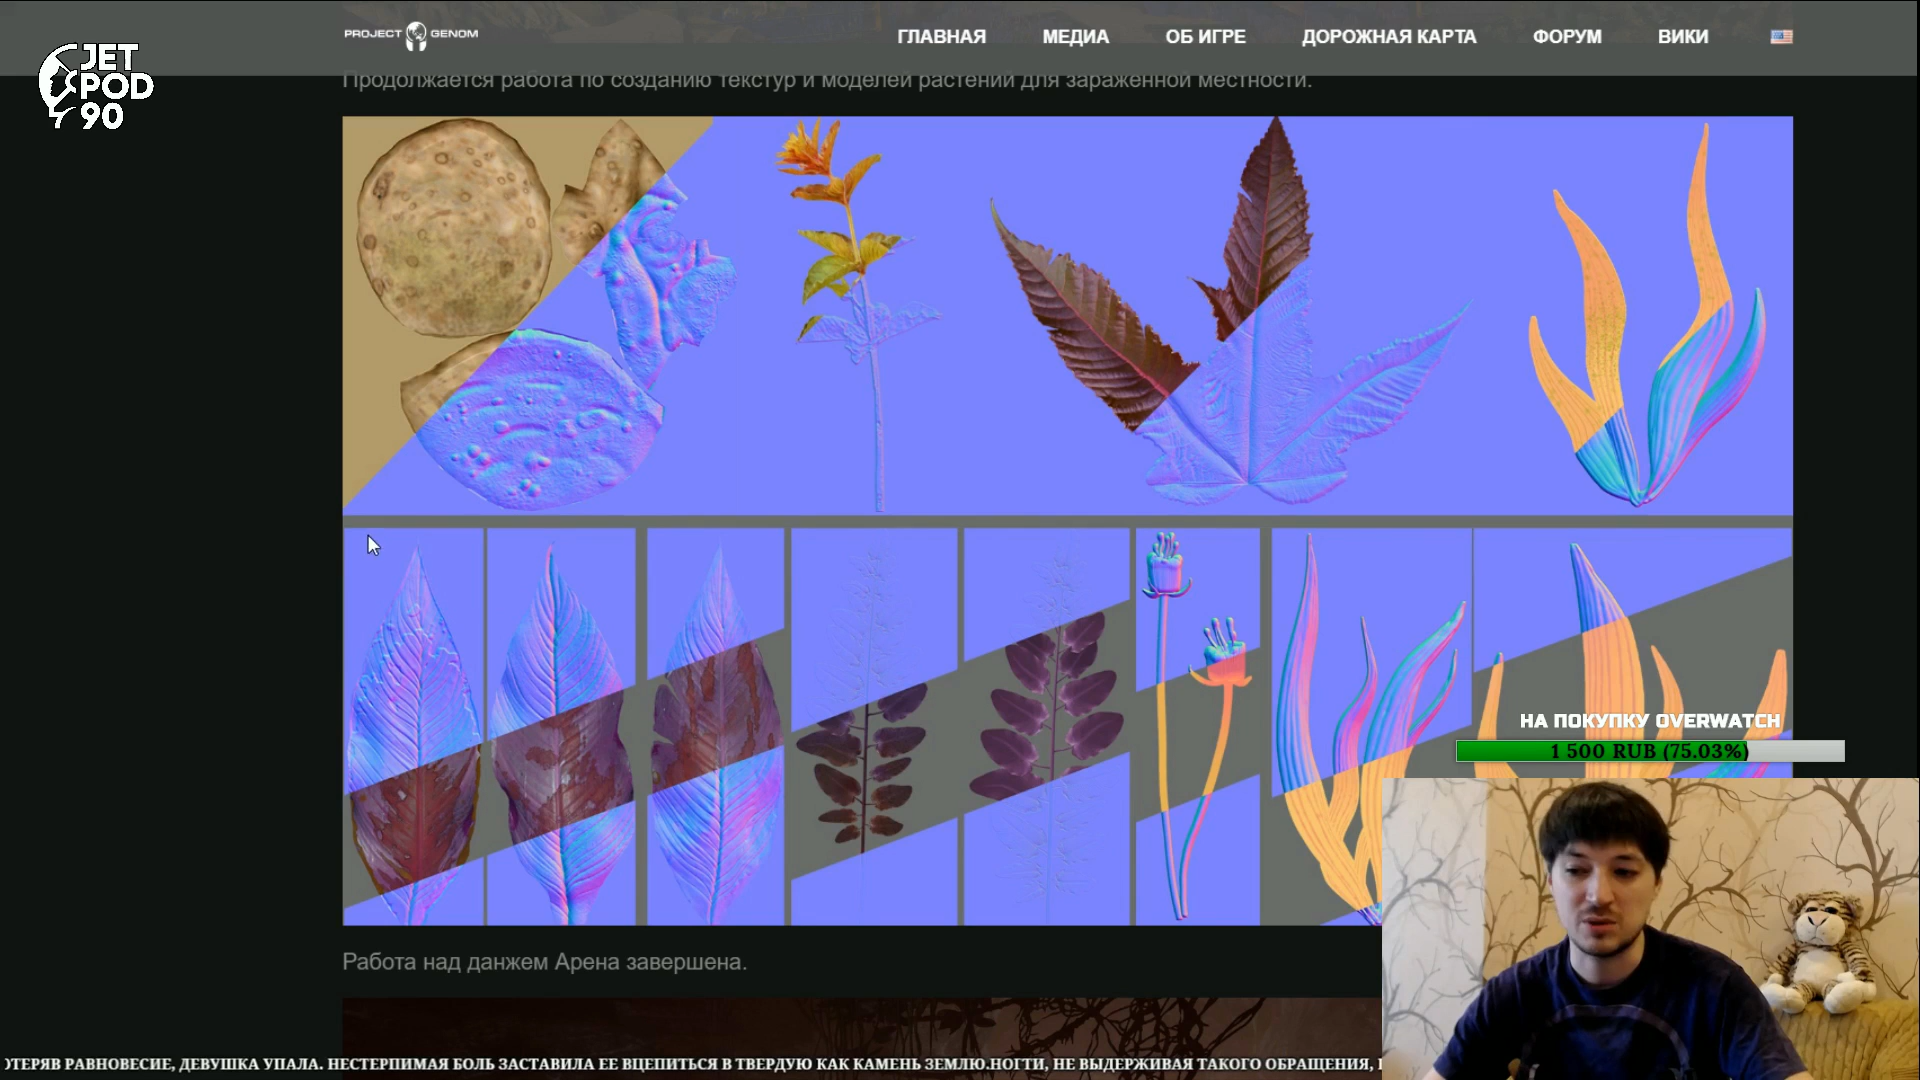 PROJECT GENOM
ГЛАВНАЯ
МЕДИА
ОБ ИГРЕ
ДОРОЖНАЯ КАРТА
ФОРУМ
ВИКИ
JET
POD
90
Продолжается работа по созданию текстур и моделей растений для зараженной местности.
НА ПОКУПКУ OVERWATCH
1 500 RUB (75.03%)
Работа над данжем Арена завершена.
РАВНОВЕСИЕ, ДЕВУШКА УПАЛА. НЕСТЕРПИМАЯ БОЛЬ ЗАСТАВИЛА ЕЕ ВЦЕПИТЬСЯ В ТВЕРДУЮ КАК КАМЕНЬ ЗЕМЛЮ.НОГТИ, НЕ ВЫДЕРЖИВАЯ ТАКОГО ОБРАЩЕНИЯ,